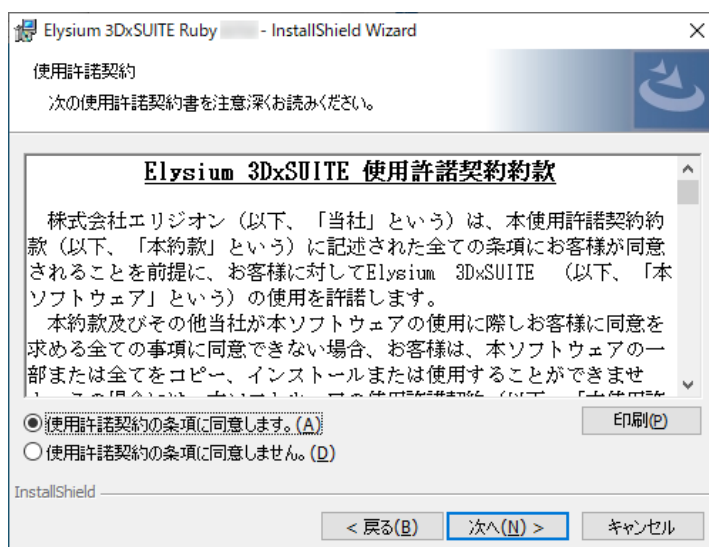 Elysium 3DxSUITE Ruby - InstallShield Wizard
使用許諾契約
次の使用許諾契約書を注意深くお読みください。
Elysium 3DxSUITE 使用許諾契約約款
株式会社エリジオン（以下、「当社」という）は、本使用許諾契約約
款（以下、「本約款」という）に記述された全ての条項にお客様が同意
されることを前提に、お客様に対してElysium 3DxSUITE （以下、「本
ソフトウェア」という）の使用を許諾します。
本約款及びその他当社が本ソフトウェアの使用に際しお客様に同意を
求める全ての事項に同意できない場合、お客様は、本ソフトウェアの一
部または全てをコピー、インストールまたは使用することができませ
使用許諾契約の条項に同意します。(A)
印刷(P)
使用許諾契約の条項に同意しません。(D)
InstallShield
< 戻る(B)
次へ(N) >
キャンセル